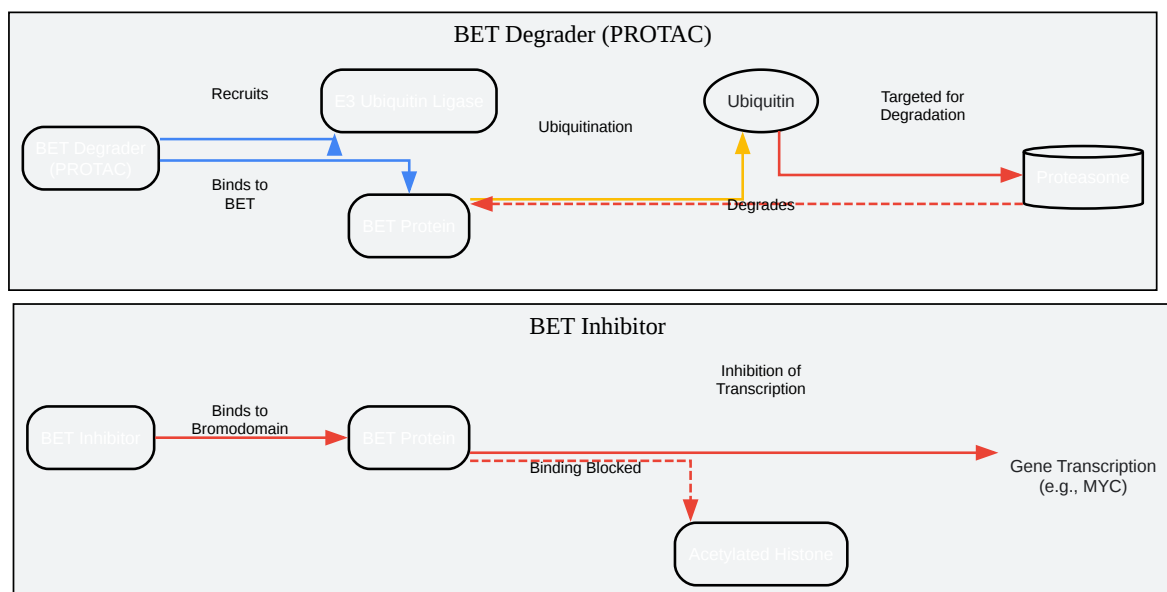 BET Degrader (PROTAC)
Recruits
E3 Ubiquitin Ligase
Ubiquitin
Targeted for
Degradation
Ubiquitination
BET Degrader
(PROTAC)
Binds to
BET
BET Protein
Degrades
Proteasome
BET Inhibitor
Inhibition of
Transcription
Binds to
Bromodomain
BET Inhibitor
BET Protein
Binding Blocked
Gene Transcription
(e.g., MYC)
Acetylated Histone